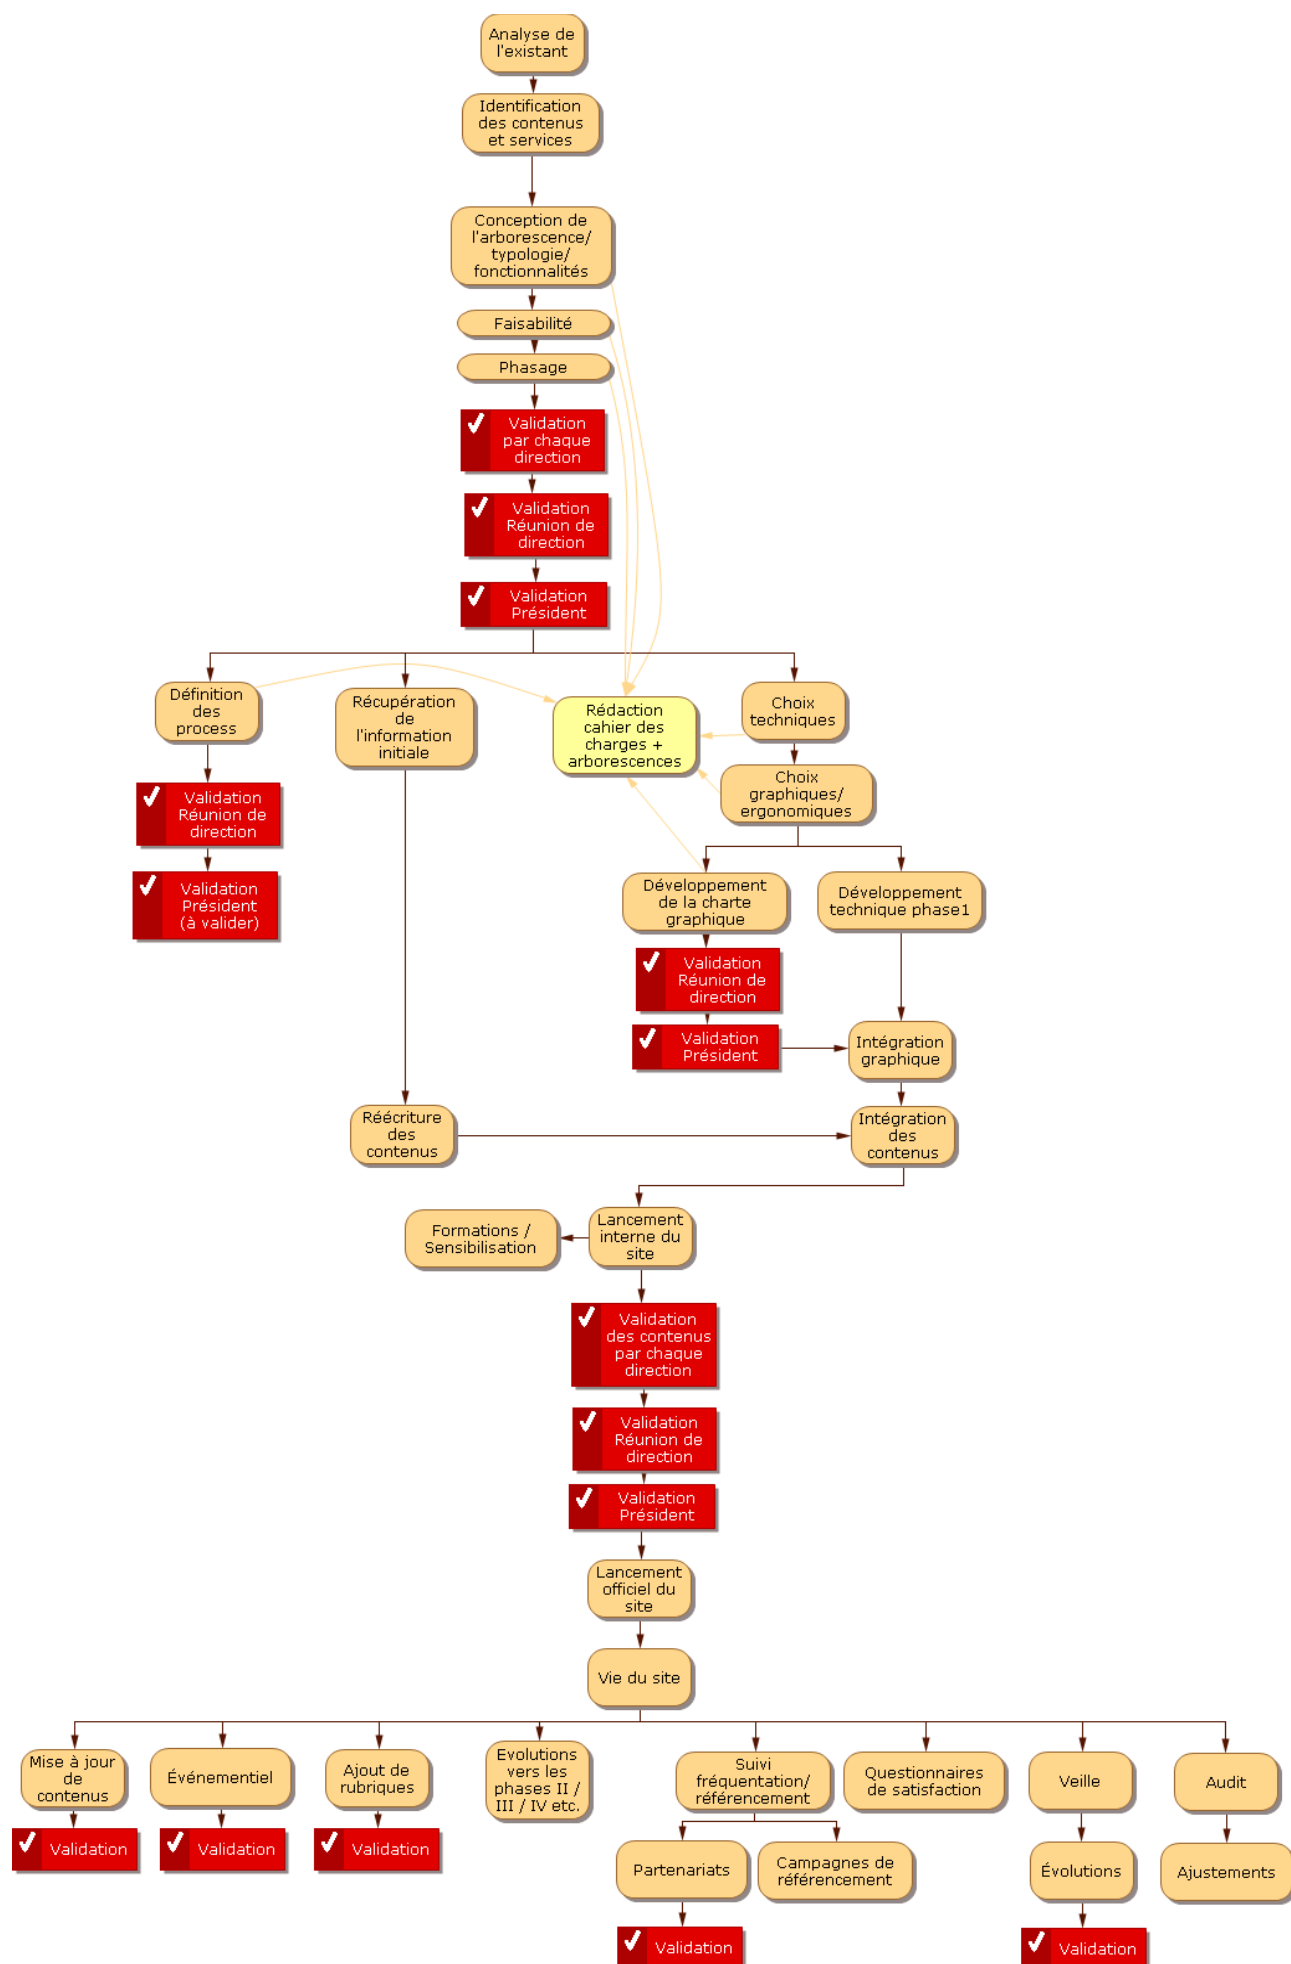 Analyse de
l'existant
Identification
des contenus
et services
Conception de
l'arborescence/
typologie/
fonctionnalités
Faisabilité
Phasage
Validation
par chaque
direction
Validation
Réunion de
direction
Validation
Président
Définition
des
process
Récupération
de
l'information
initiale
Rédaction
cahier des
charges +
arborescences
Choix
techniques
Choix
graphiques/
ergonomiques
Validation
Réunion de
direction
Validation
Président
(à valider)
Développement
de la charte
graphique
Développement
technique phase1
Validation
Réunion de
direction
Validation
Président
Intégration
graphique
Réécriture
des
contenus
Intégration
des
contenus
Formations /
Sensibilisation
Lancement
interne du
site
Validation
des contenus
par chaque
direction
Validation
Réunion de
direction
Validation
Président
Lancement
officiel du
site
Vie du site
Mise à jour
de
contenus
Événementiel
Ajout de
rubriques
Evolutions
vers les
phases II /
III / IV etc.
Suivi
fréquentation/
référencement
Questionnaires
de satisfaction
Veille
Audit
Validation
Validation
Validation
Partenariats
Campagnes de
référencement
Évolutions
Ajustements
Validation
Validation